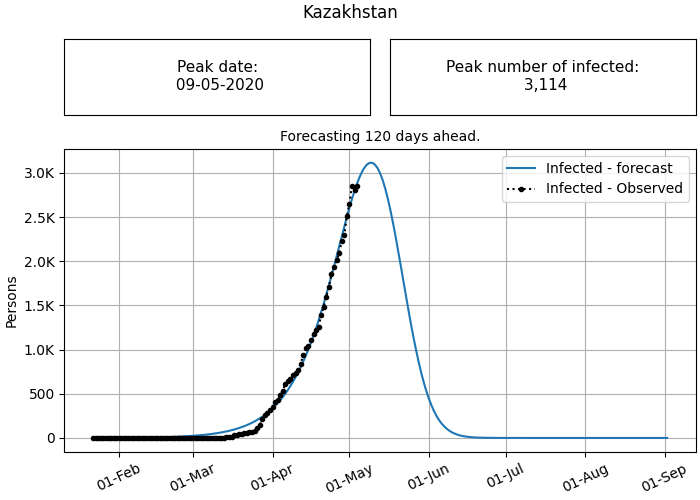 Kazakhstan
Peak date:
09-05-2020
Peak number of infected:
3,114
Forecasting 120 days ahead.
Infected - forecast
Infected - Observed
Persons
3.0K
2.5K
2.0K
1.5K
1.0K
500
0
01-Feb
01-Mar
01-Apr
01-May
01-Jun
01-Jul
01-Aug
01-Sep